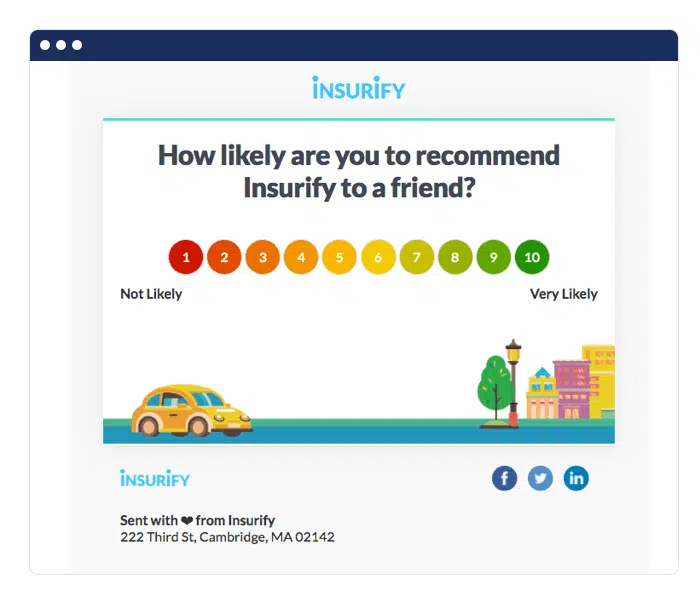 INSURIFY
How likely are you to recommend
Insurify to a friend?
1 2 3 4 5 6 7 8 9 10
Not Likely Very Likely
INSURIFY
Sent with ❤ from Insurify
222 Third St, Cambridge, MA 02142